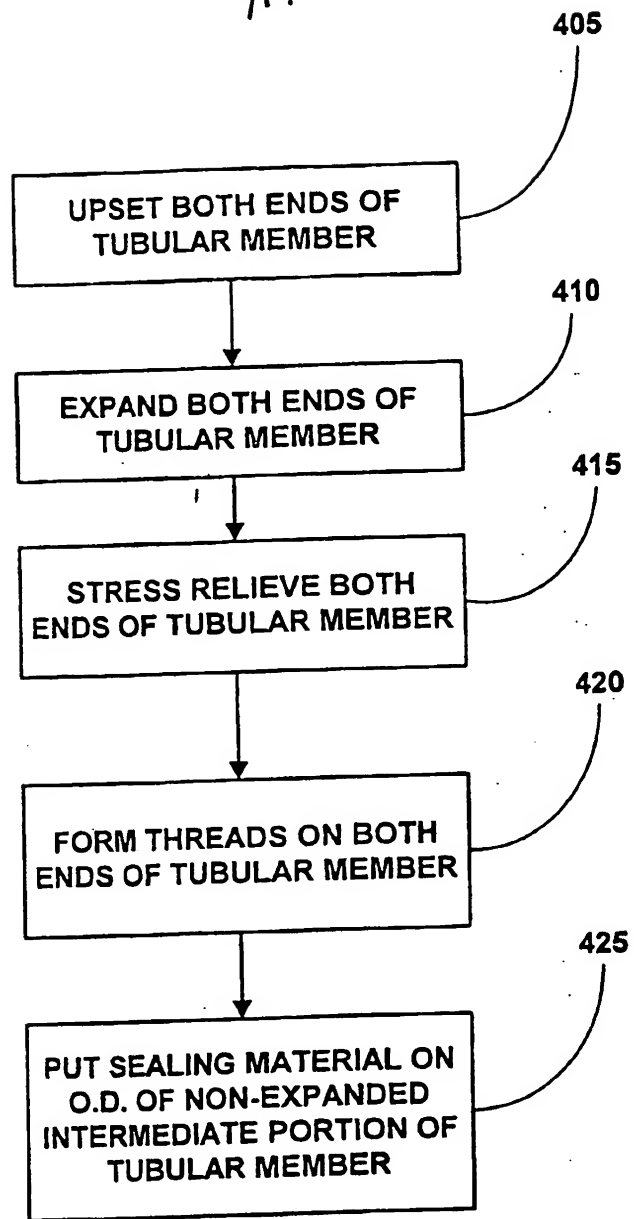 405
UPSET BOTH ENDS OF
TUBULAR MEMBER
410
EXPAND BOTH ENDS OF
TUBULAR MEMBER
415
STRESS RELIEVE BOTH
ENDS OF TUBULAR MEMBER
420
FORM THREADS ON BOTH
ENDS OF TUBULAR MEMBER
425
PUT SEALING MATERIAL ON
O.D. OF NON-EXPANDED
INTERMEDIATE PORTION OF
TUBULAR MEMBER